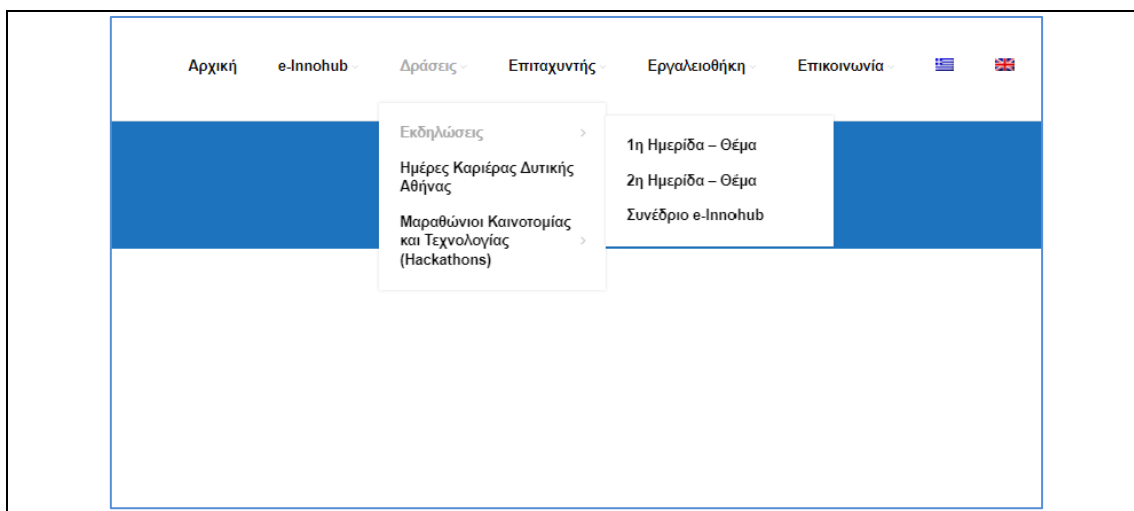 Αρχική e-Innohub Δράσεις Επιταχυντής Εργαλειοθήκη Επικοινωνία
Εκδηλώσεις
Ημέρες Καριέρας Δυτικής
Αθήνας
Μαραθώνιοι Καινοτομίας
και Τεχνολογίας
(Hackathons)
1η Ημερίδα – Θέμα
2η Ημερίδα – Θέμα
Συνέδριο e-Innohub